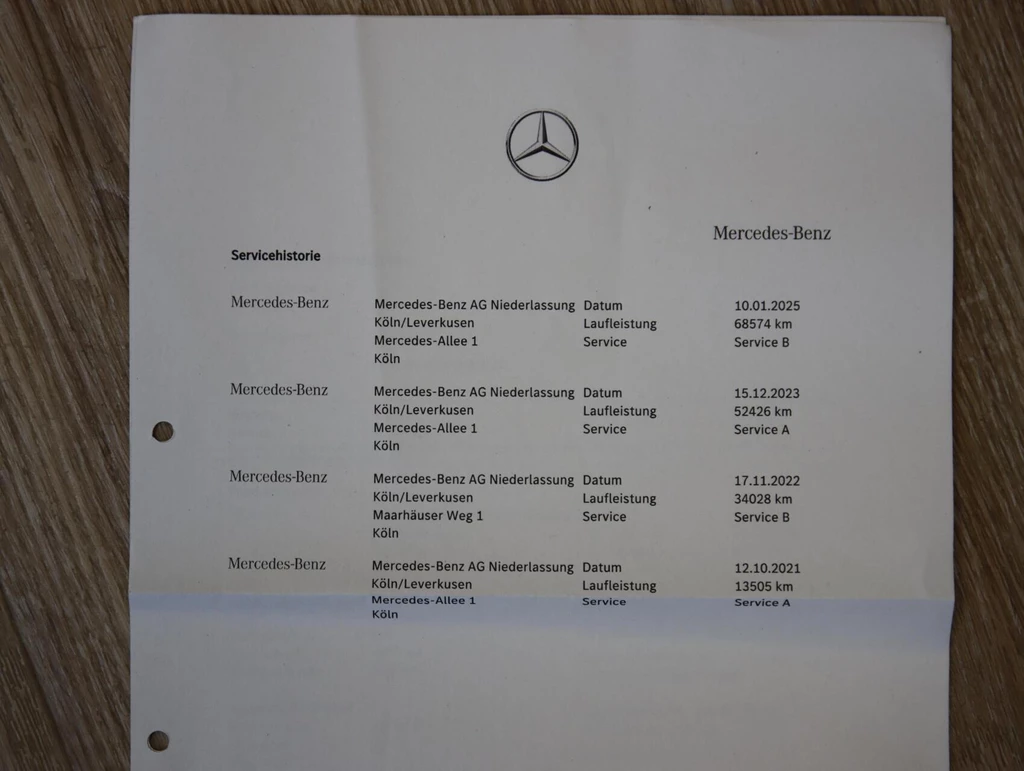 Mercedes-Benz
Servicehistorie
Mercedes-Benz Mercedes-Benz AG Niederlassung Datum 10.01.2025
Köln/Leverkusen Laufleistung 68574 km
Mercedes-Allee 1 Service Service B
Köln
Mercedes-Benz Mercedes-Benz AG Niederlassung Datum 15.12.2023
Köln/Leverkusen Laufleistung 52426 km
Mercedes-Allee 1 Service Service A
Köln
Mercedes-Benz Mercedes-Benz AG Niederlassung Datum 17.11.2022
Köln/Leverkusen Laufleistung 34028 km
Maarhäuser Weg 1 Service Service B
Köln
Mercedes-Benz Mercedes-Benz AG Niederlassung Datum 12.10.2021
Köln/Leverkusen Laufleistung 13505 km
Mercedes-Allee 1 Service Service A
Köln